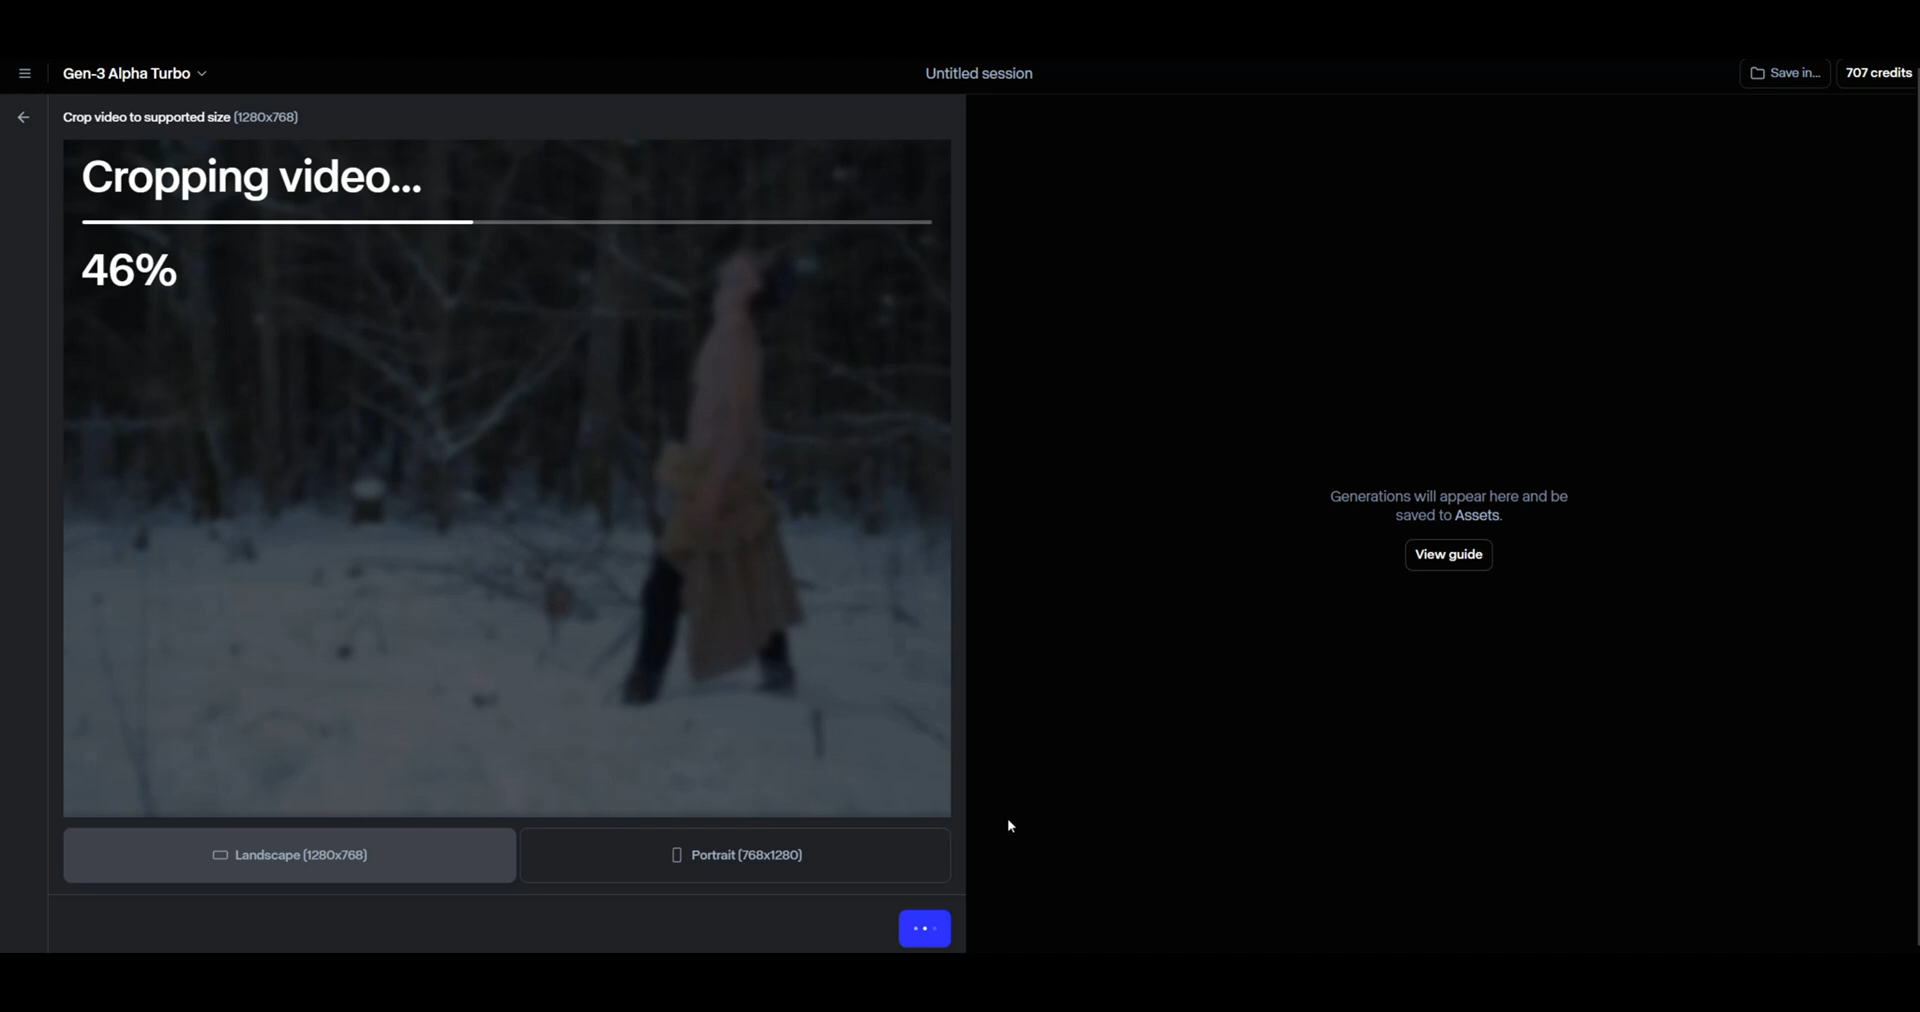 Gen-3 Alpha Turbo
Untitled session
Save in...
707 credits
Crop video to supported size (1280x768)
Cropping video...
46%
Generations will appear here and be
saved to Assets.
View guide
Landscape (1280x768)
Portrait (768x1280)